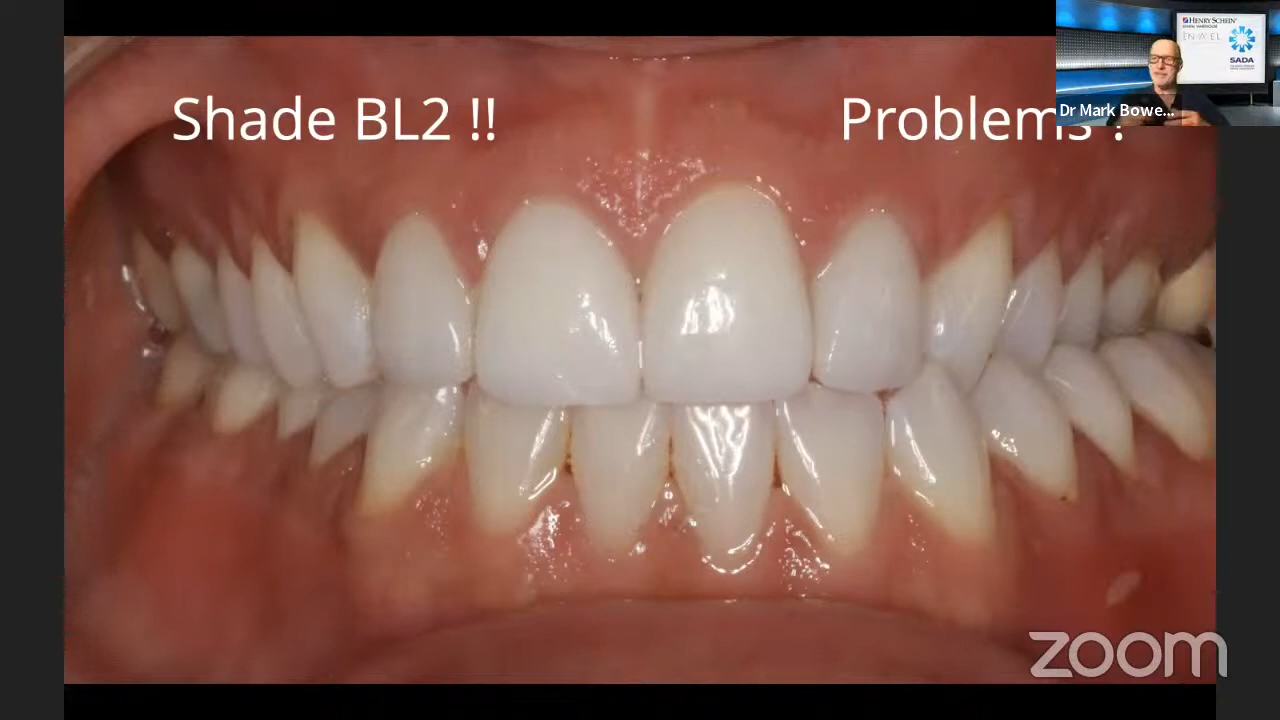 Shade BL2 !!
Problems ?
HENRY SCHEIN
SADA
Dr Mark Bowe...
zoom